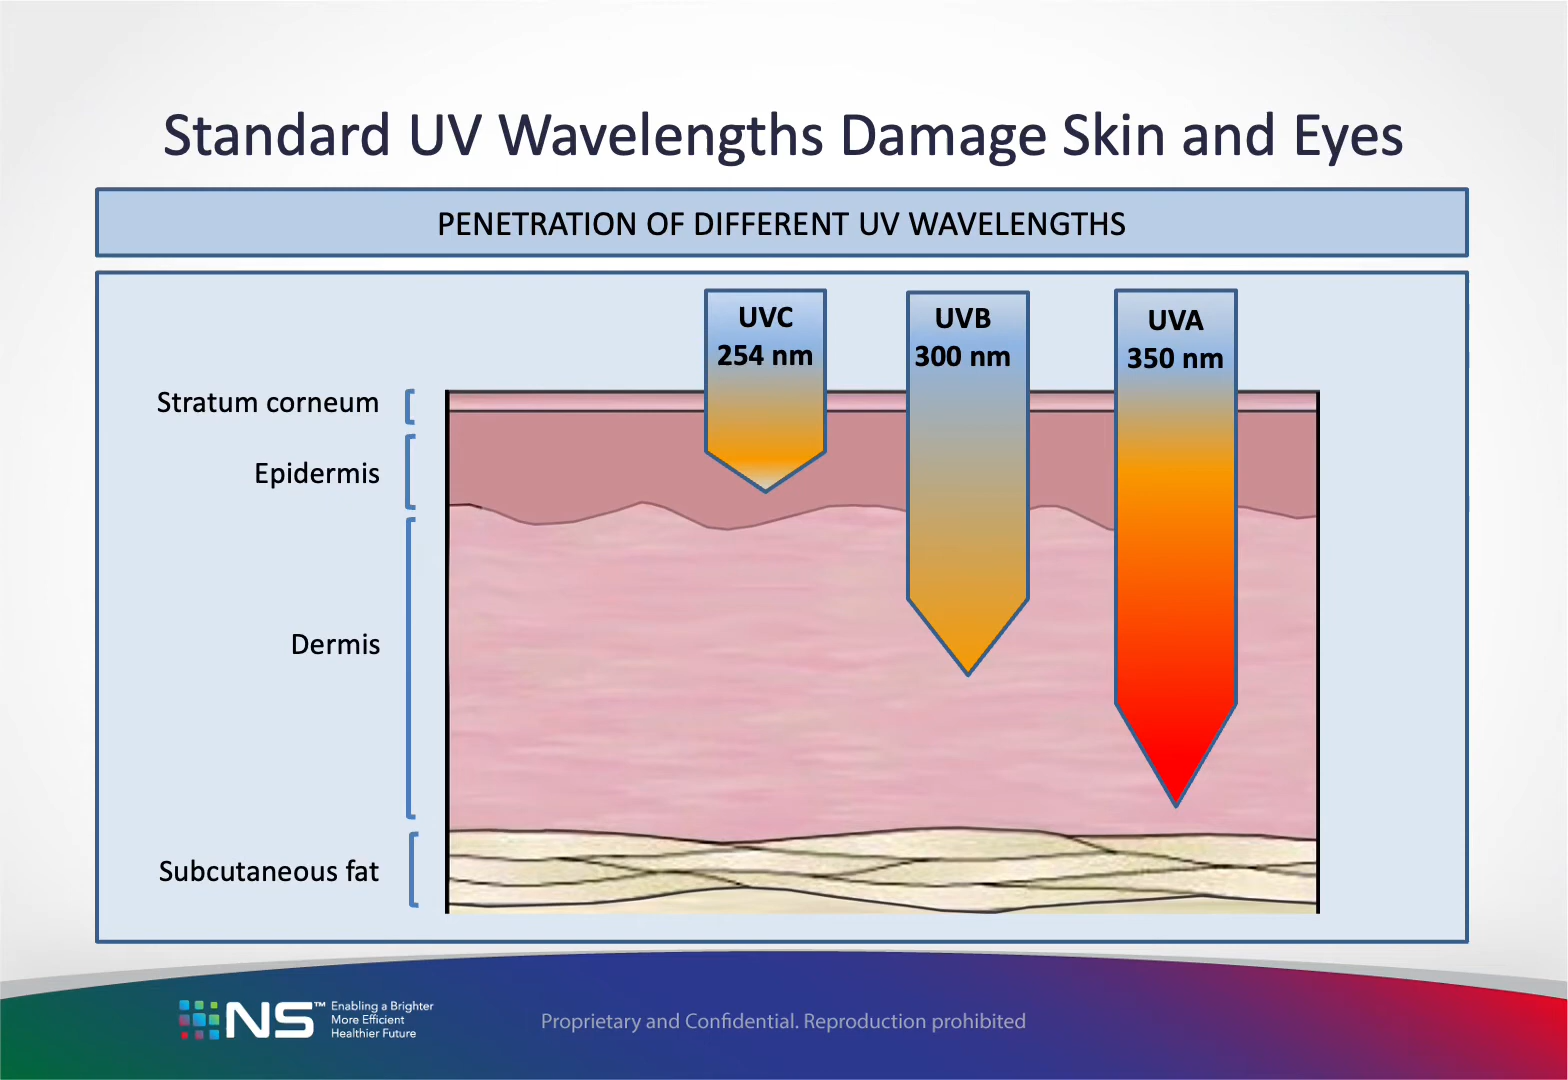 Standard UV Wavelengths Damage Skin and Eyes
PENETRATION OF DIFFERENT UV WAVELENGTHS
UVC
254 nm
UVB
300 nm
UVA
350 nm
Stratum corneum
Epidermis
Dermis
Subcutaneous fat
NS™
Enabling a Brighter
More Efficient
Healthier Future
Proprietary and Confidential. Reproduction prohibited